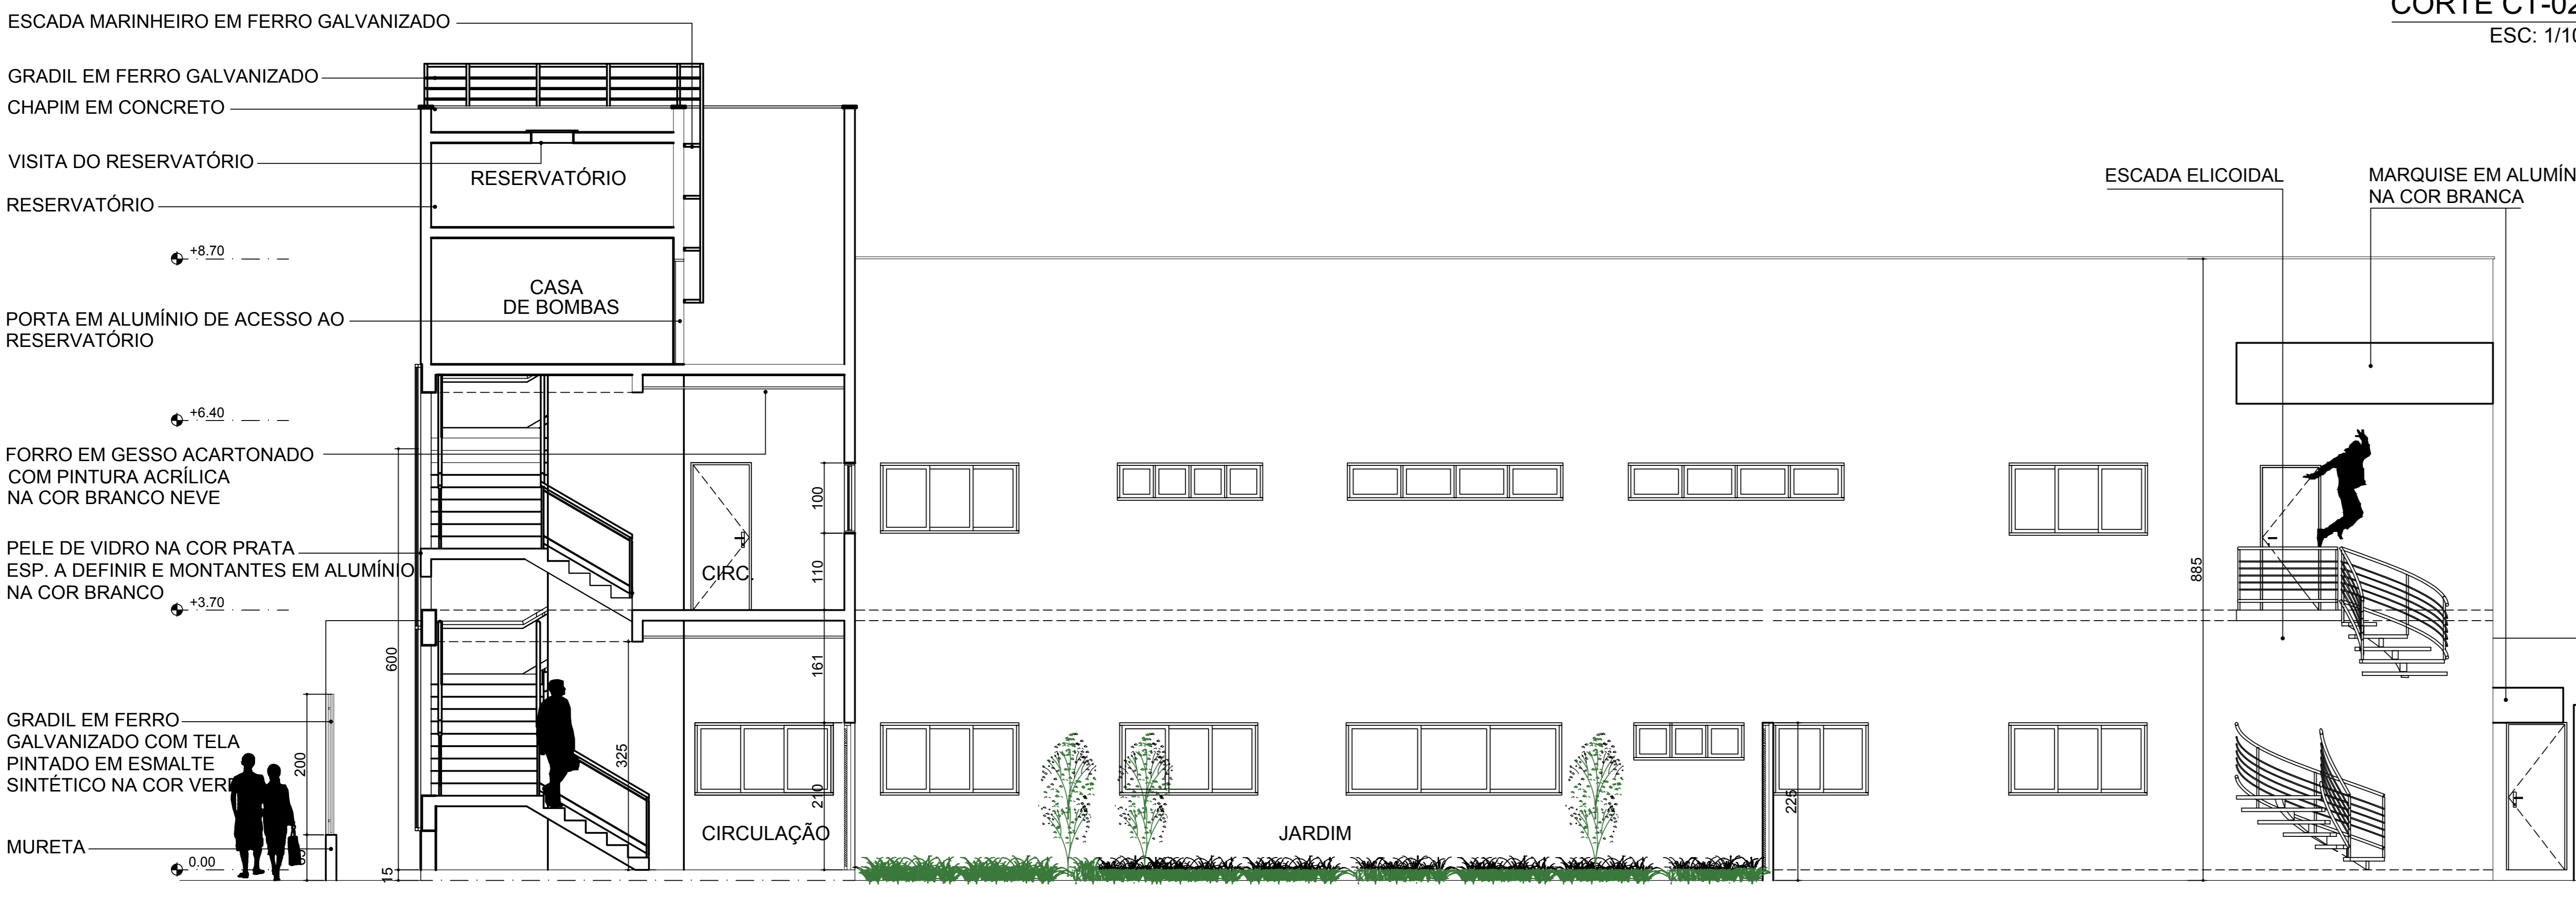 CORTE CT-02
ESC: 1/10
ESCADA MARINHEIRO EM FERRO GALVANIZADO
GRADIL EM FERRO GALVANIZADO
CHAPIM EM CONCRETO
VISITA DO RESERVATÓRIO
RESERVATÓRIO
RESERVATÓRIO
+8.70
CASA
DE BOMBAS
PORTA EM ALUMÍNIO DE ACESSO AO
RESERVATÓRIO
+6.40
FORRO EM GESSO ACARTONADO
COM PINTURA ACRÍLICA
NA COR BRANCO NEVE
PELE DE VIDRO NA COR PRATA
ESP. A DEFINIR E MONTANTES EM ALUMÍNIO
NA COR BRANCO
+3.70
GRADIL EM FERRO
GALVANIZADO COM TELA
PINTADO EM ESMALTE
SINTÉTICO NA COR VERD
MURETA
0.00
200
15
600
325
CIRC.
100
110
161
210
CIRCULAÇÃO
JARDIM
225
885
ESCADA ELICOIDAL
MARQUISE EM ALUMÍN
NA COR BRANCA